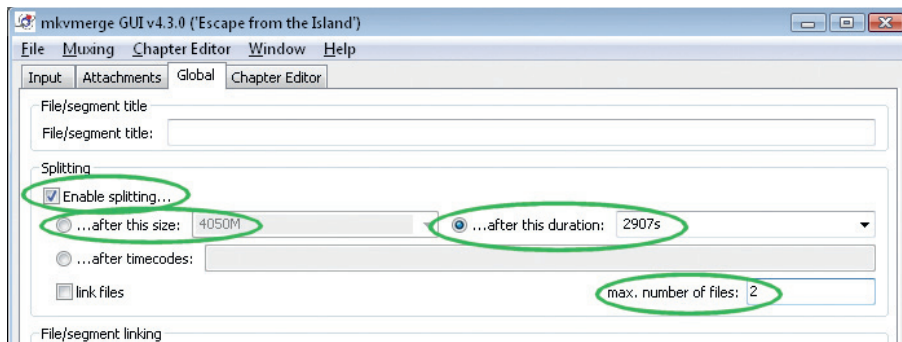 mkvmerge GUI v4.3.0 ('Escape from the Island')
File Muxing Chapter Editor Window Help
Input Attachments Global Chapter Editor
File/segment title
File/segment title:
Splitting
Enable splitting...
...after this size: 4050M ...after this duration: 2907s
...after timecodes:
link files max. number of files: 2
File/segment linking